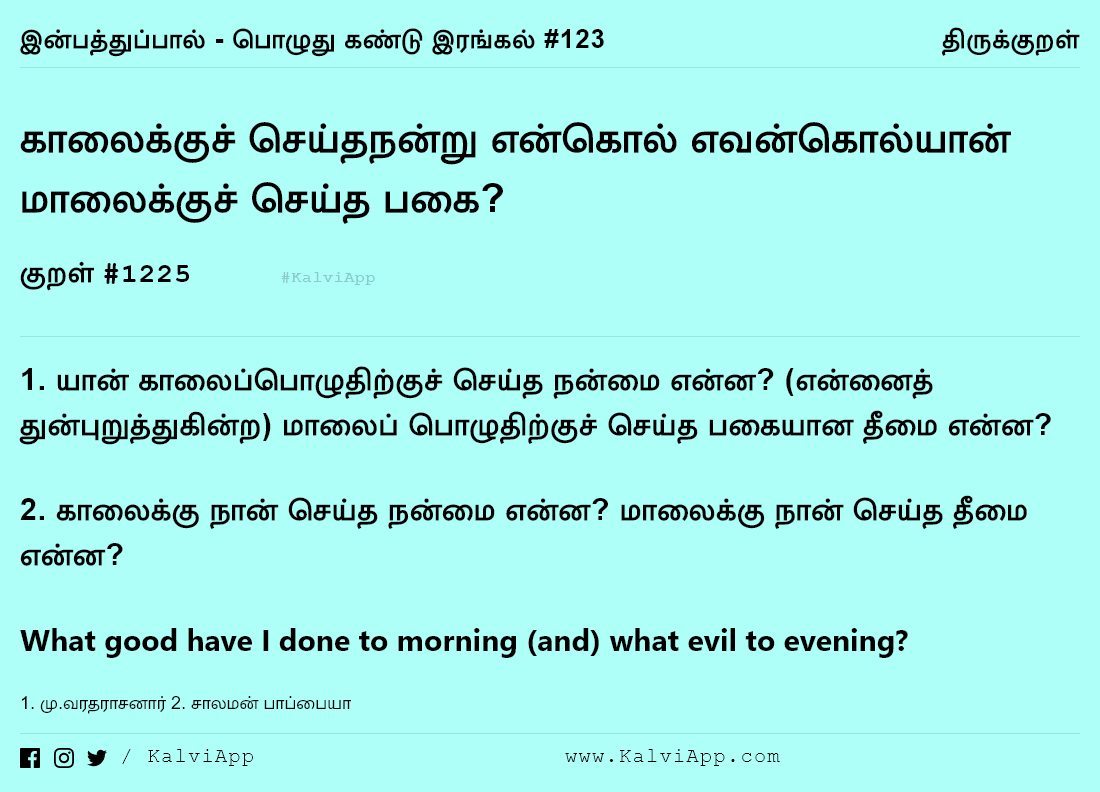 இன்பத்துப்பால் - பொழுது கண்டு இரங்கல் #123
திருக்குறள்
காலைக்குச் செய்தநன்று என்கொல் எவன்கொல்யான்
மாலைக்குச் செய்த பகை?
குறள் #1225
#KalviApp
1. யான் காலைப்பொழுதிற்குச் செய்த நன்மை என்ன? (என்னைத்
துன்புறுத்துகின்ற) மாலைப் பொழுதிற்குச் செய்த பகையான தீமை என்ன?
2. காலைக்கு நான் செய்த நன்மை என்ன? மாலைக்கு நான் செய்த தீமை
என்ன?
What good have I done to morning (and) what evil to evening?
1. மு.வரதராசனார் 2. சாலமன் பாப்பையா
/ KalviApp
www.KalviApp.com